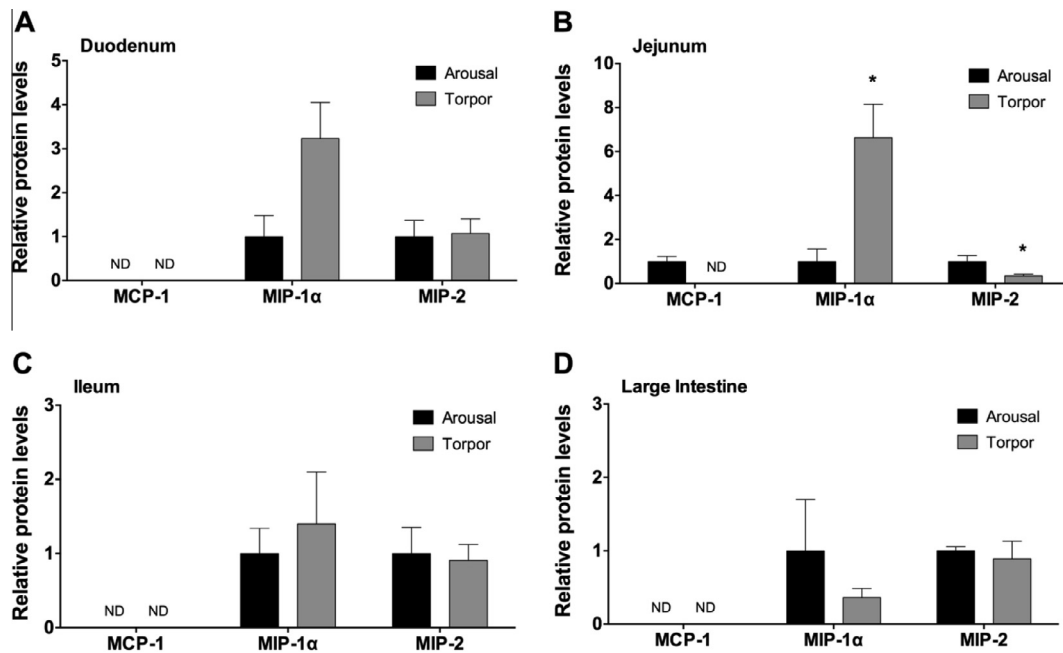 A
Duodenum
Relative protein levels
5
4
3
2
1
0
Arousal
Torpor
ND ND
MCP-1 MIP-1α MIP-2
B
Jejunum
Relative protein levels
10
8
6
4
2
0
*
Arousal
Torpor
ND
*
MCP-1 MIP-1α MIP-2
C
Ileum
Relative protein levels
3
2
1
0
Arousal
Torpor
ND ND
MCP-1 MIP-1α MIP-2
D
Large Intestine
Relative protein levels
3
2
1
0
Arousal
Torpor
ND ND
MCP-1 MIP-1α MIP-2